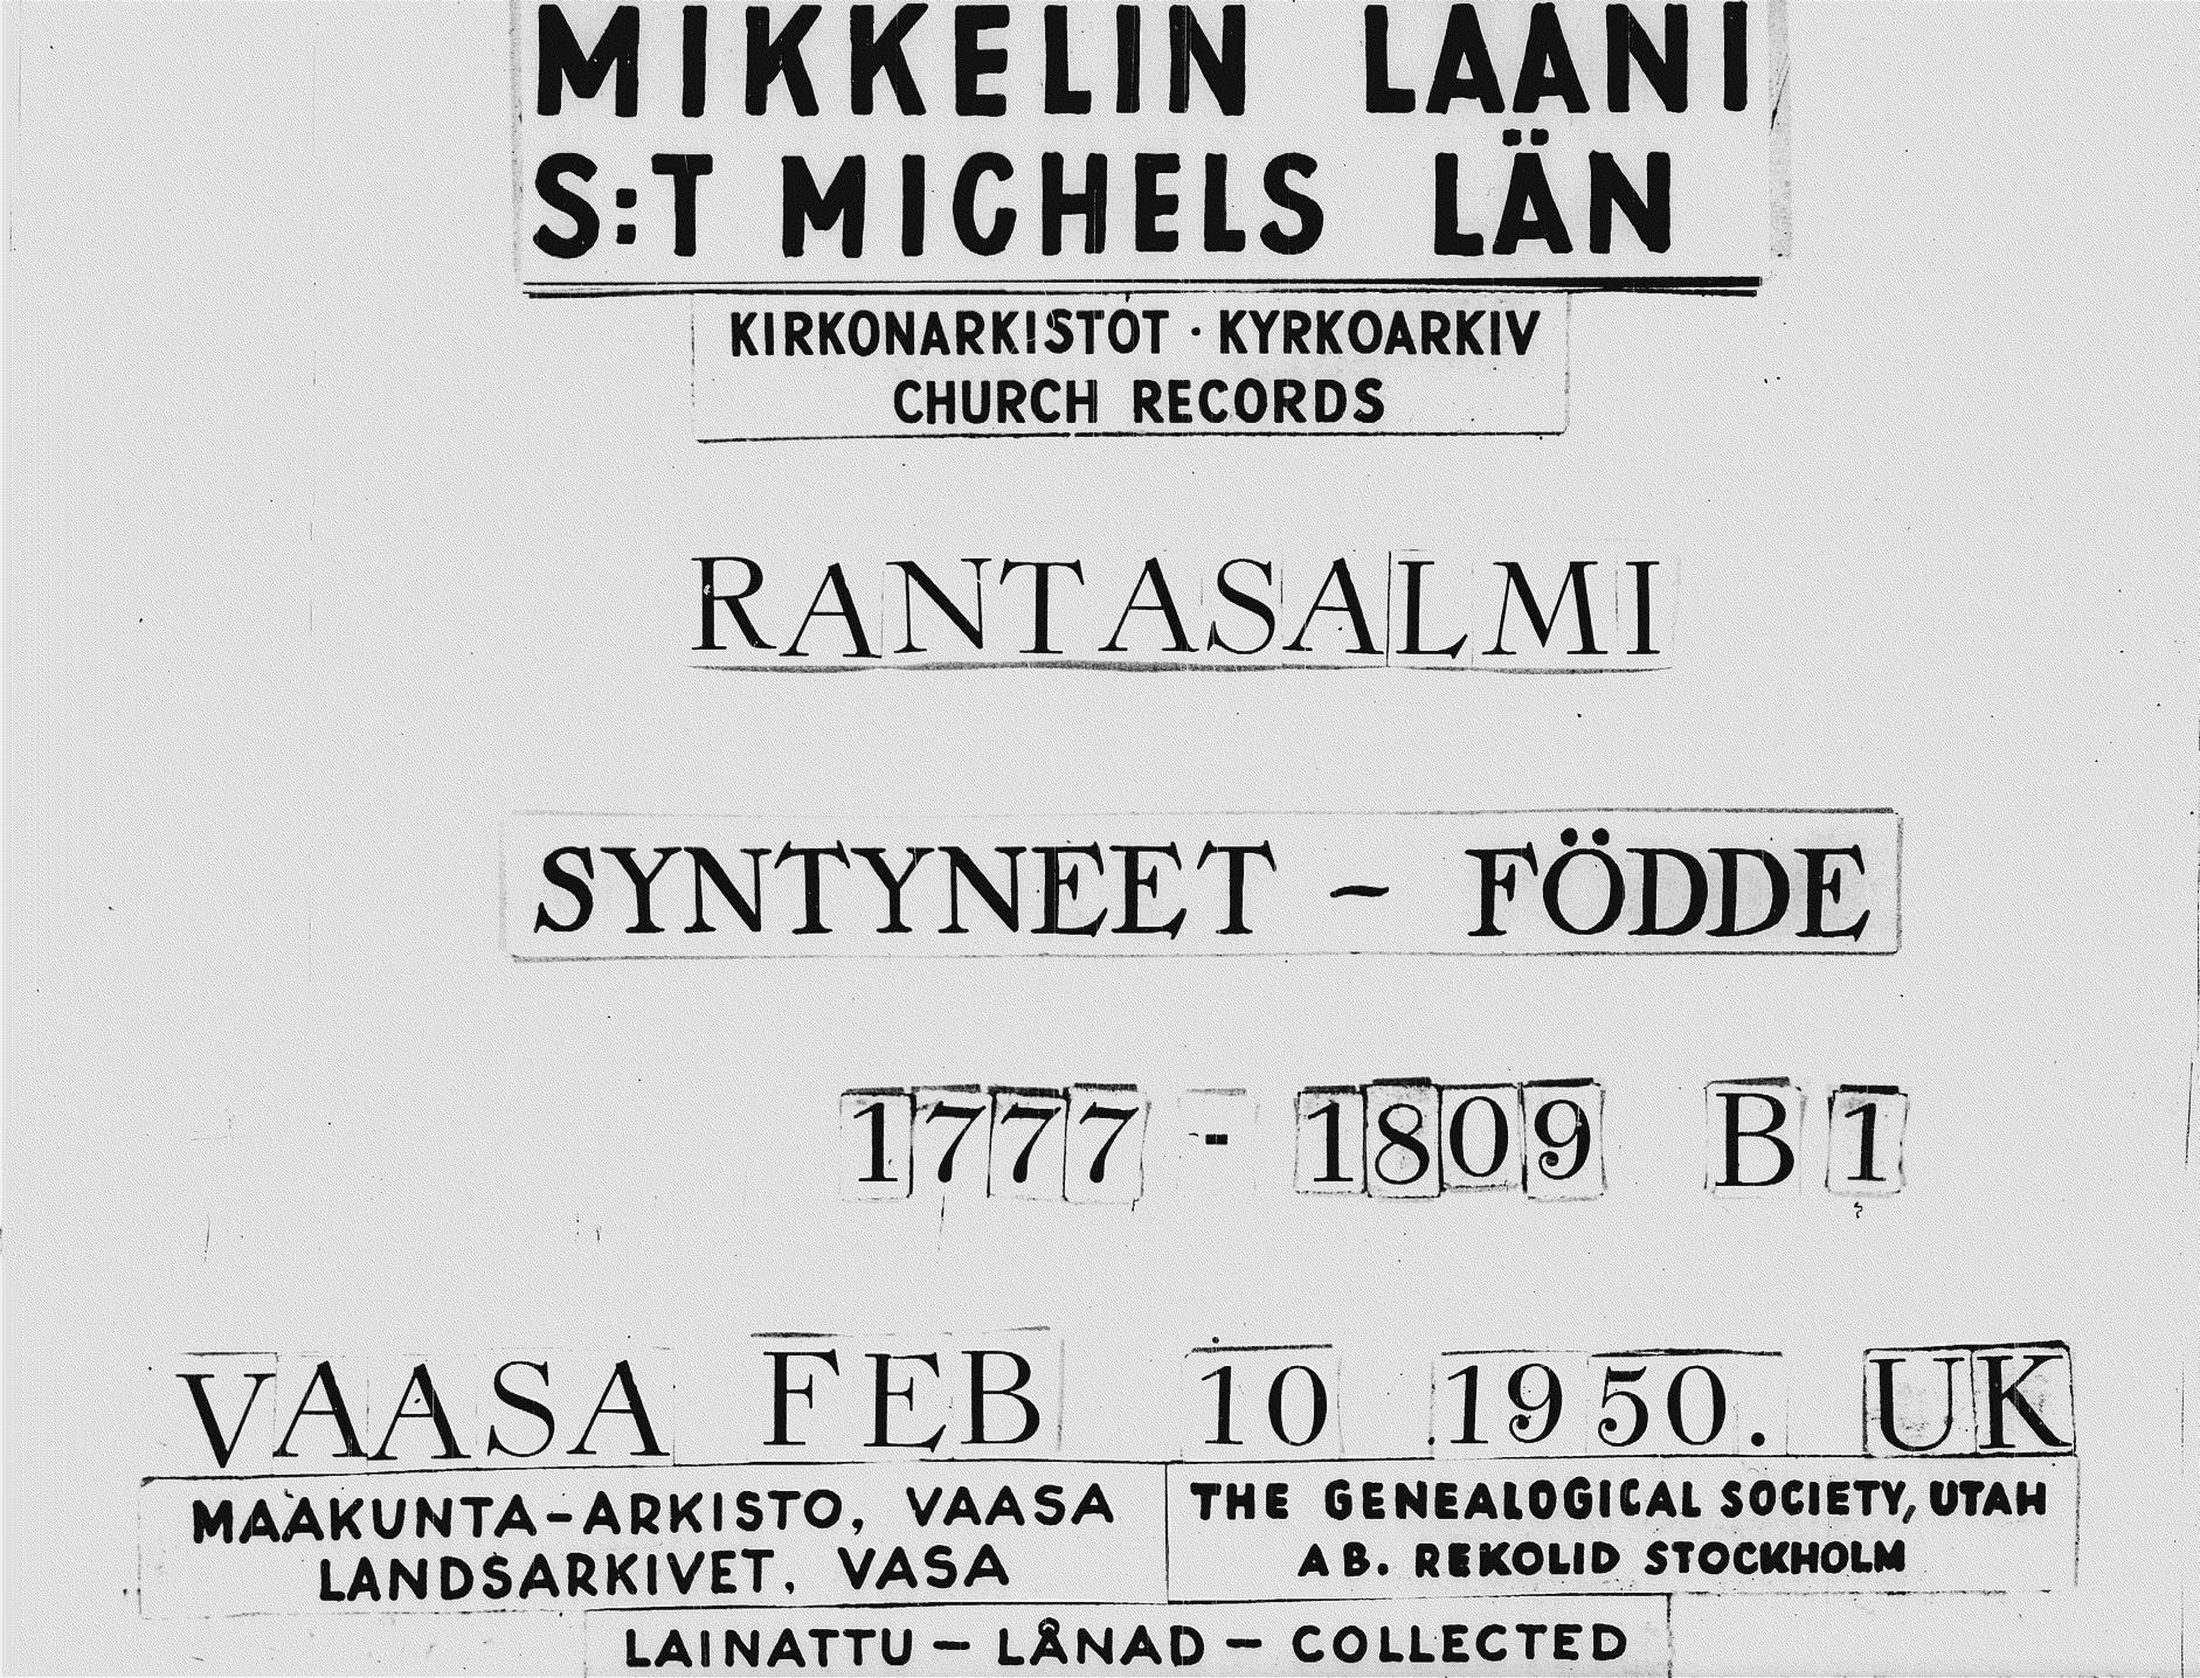 MIKKELIN LAANI
S:T MICHELS LÄN
KIRKONARKISTOT · KYRKOARKIV
CHURCH RECORDS
RANTASALMI
SYNTYNEET - FÖDDE
1777 - 1809 B1
VAASA FEB 10 1950. UK
MAAKUNTA-ARKISTO, VAASA
LANDSARKIVET, VASA
THE GENEALOGICAL SOCIETY, UTAH
AB. REKOLID STOCKHOLM
LAINATTU - LÅNAD - COLLECTED